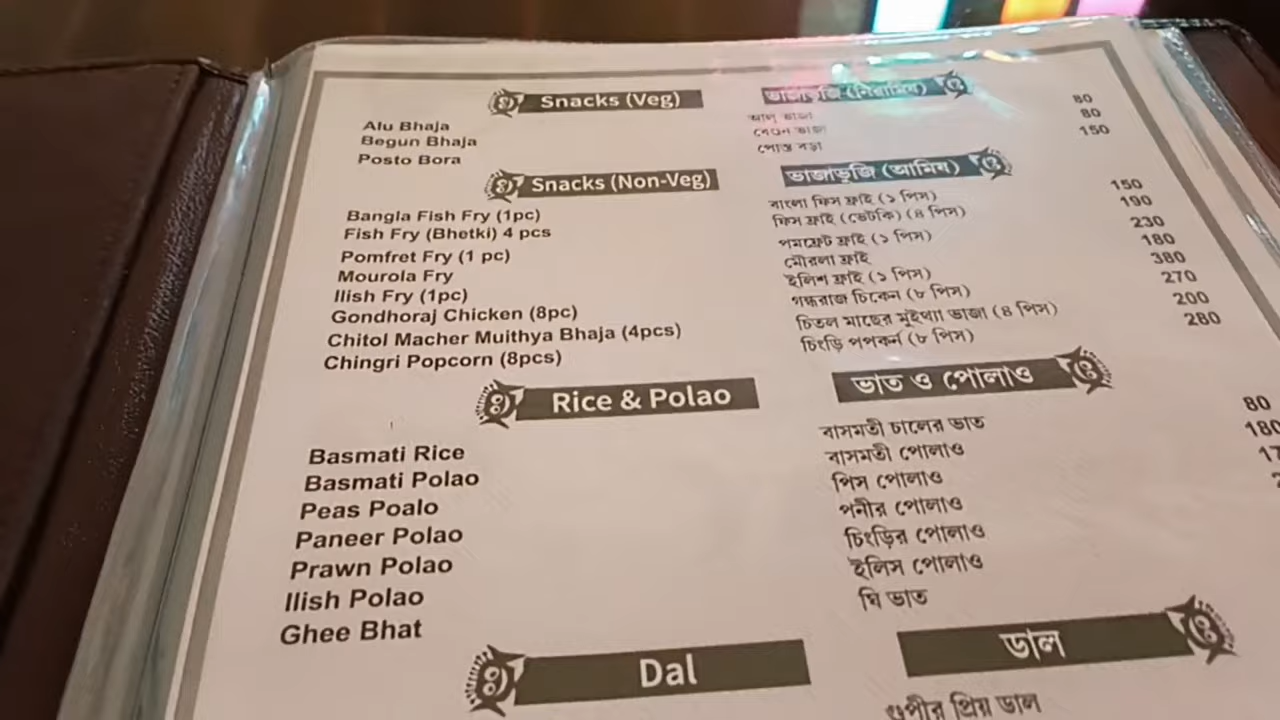 Snacks (Veg) ভাজাভুজি (নিরামিষ)
Alu Bhaja আলু ভাজা 80
Begun Bhaja বেগুন ভাজা 80
Posto Bora পোস্ত বড়া 150
Snacks (Non-Veg) ভাজাভুজি (আমিষ)
Bangla Fish Fry (1pc) বাংলা ফিস ফ্রাই (১ পিস) 150
Fish Fry (Bhetki) 4 pcs ফিস ফ্রাই (ভেটকি) (৪ পিস) 190
Pomfret Fry (1 pc) পমফ্রেট ফ্রাই (১ পিস) 230
Mourola Fry মৌরলা ফ্রাই 180
Ilish Fry (1pc) ইলিশ ফ্রাই (১ পিস) 380
Gondhoraj Chicken (8pc) গন্ধরাজ চিকেন (৮ পিস) 270
Chitol Macher Muithya Bhaja (4pcs) চিতল মাছের মুইথ্যা ভাজা (৪ পিস) 200
Chingri Popcorn (8pcs) চিংড়ি পপকর্ন (৮ পিস) 280
Rice & Polao ভাত ও পোলাও
Basmati Rice বাসমতী চালের ভাত 80
Basmati Polao বাসমতী পোলাও 180
Peas Poalo পিস পোলাও
Paneer Polao পনীর পোলাও
Prawn Polao চিংড়ির পোলাও
Ilish Polao ইলিস পোলাও
Ghee Bhat ঘি ভাত
Dal ডাল
গুপীর প্রিয় ডাল